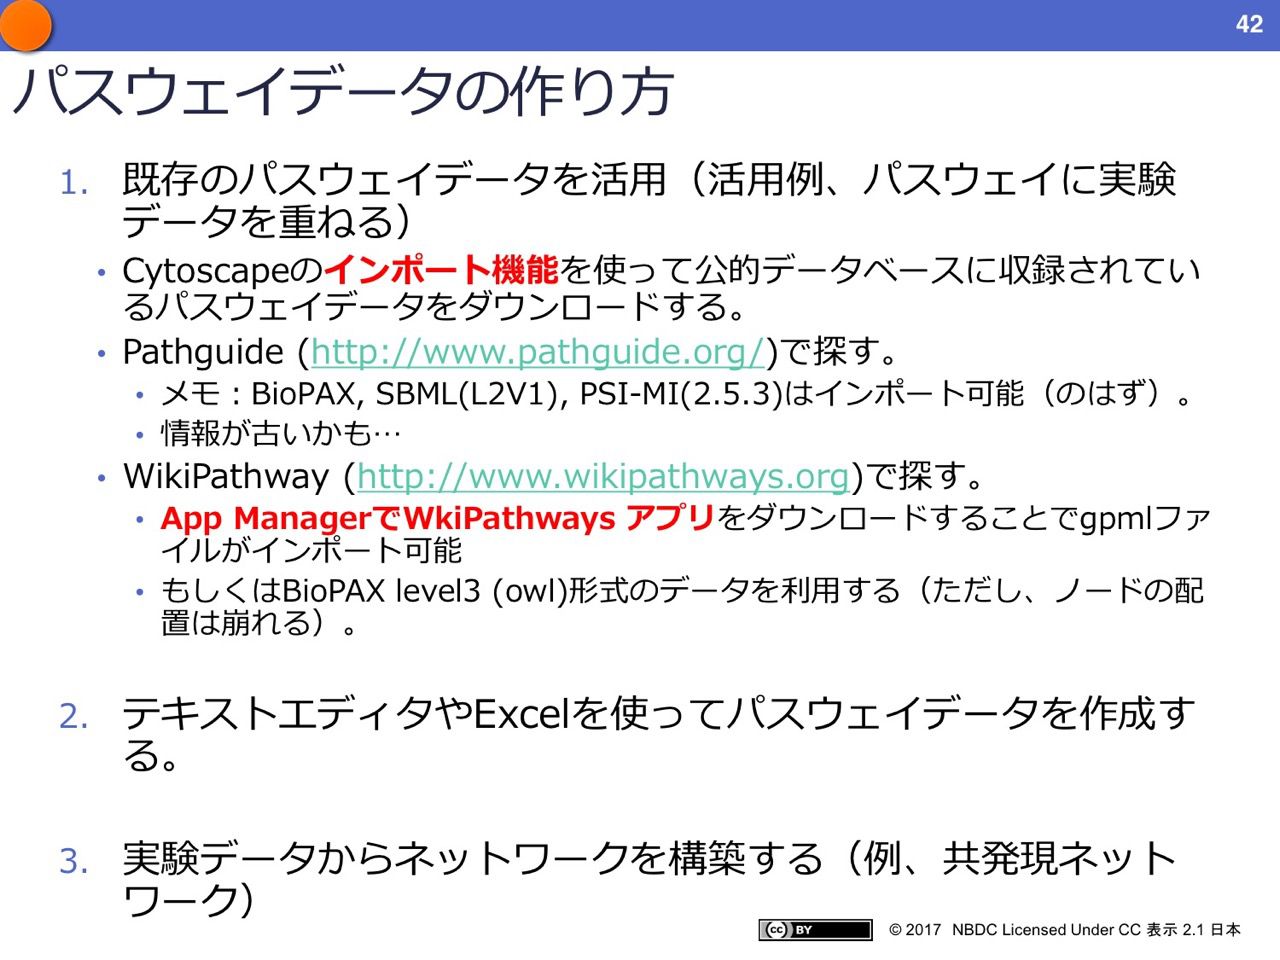 42
パスウェイデータの作り方
1. 既存のパスウェイデータを活用（活用例、パスウェイに実験
データを重ねる）
• Cytoscapeのインポート機能を使って公的データベースに収録されてい
るパスウェイデータをダウンロードする。
• Pathguide (http://www.pathguide.org/)で探す。
• メモ：BioPAX, SBML(L2V1), PSI-MI(2.5.3)はインポート可能（のはず）。
• 情報が古いかも…
• WikiPathway (http://www.wikipathways.org)で探す。
• App ManagerでWkiPathways アプリをダウンロードすることでgpmlファ
イルがインポート可能
• もしくはBioPAX level3 (owl)形式のデータを利用する（ただし、ノードの配
置は崩れる）。
2. テキストエディタやExcelを使ってパスウェイデータを作成す
る。
3. 実験データからネットワークを構築する（例、共発現ネット
ワーク）
cc BY © 2017 NBDC Licensed Under CC 表示 2.1 日本